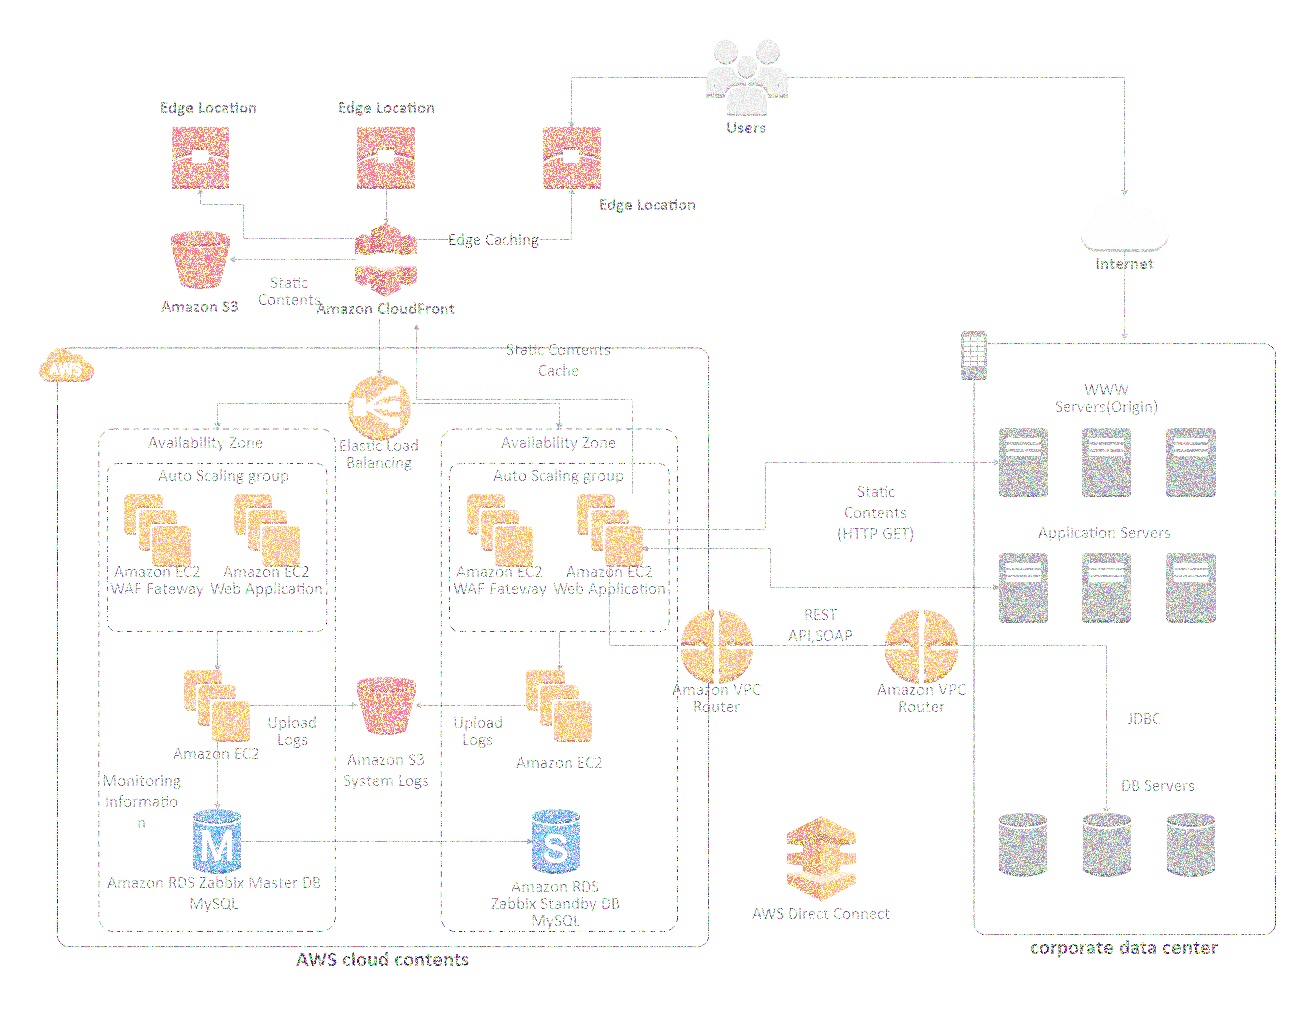 Users
Edge Location
Edge Location
Edge Location
Edge Caching
Internet
Amazon S3
Static
Contents
Amazon CloudFront
AWS
Static Contents
Cache
Elastic Load
Balancing
Availability Zone
Auto Scaling group
Amazon EC2
WAF Fateway
Amazon EC2
Web Application
Availability Zone
Auto Scaling group
Amazon EC2
WAF Fateway
Amazon EC2
Web Application
WWW
Servers(Origin)
Static
Contents
(HTTP GET)
Application Servers
REST
API,SOAP
Amazon VPC
Router
Amazon VPC
Router
JDBC
DB Servers
Amazon EC2
Upload
Logs
Amazon S3
System Logs
Upload
Logs
Amazon EC2
Monitoring
Informatio
n
M
Amazon RDS Zabbix Master DB
MySQL
S
Amazon RDS
Zabbix Standby DB
MySQL
AWS Direct Connect
AWS cloud contents
corporate data center